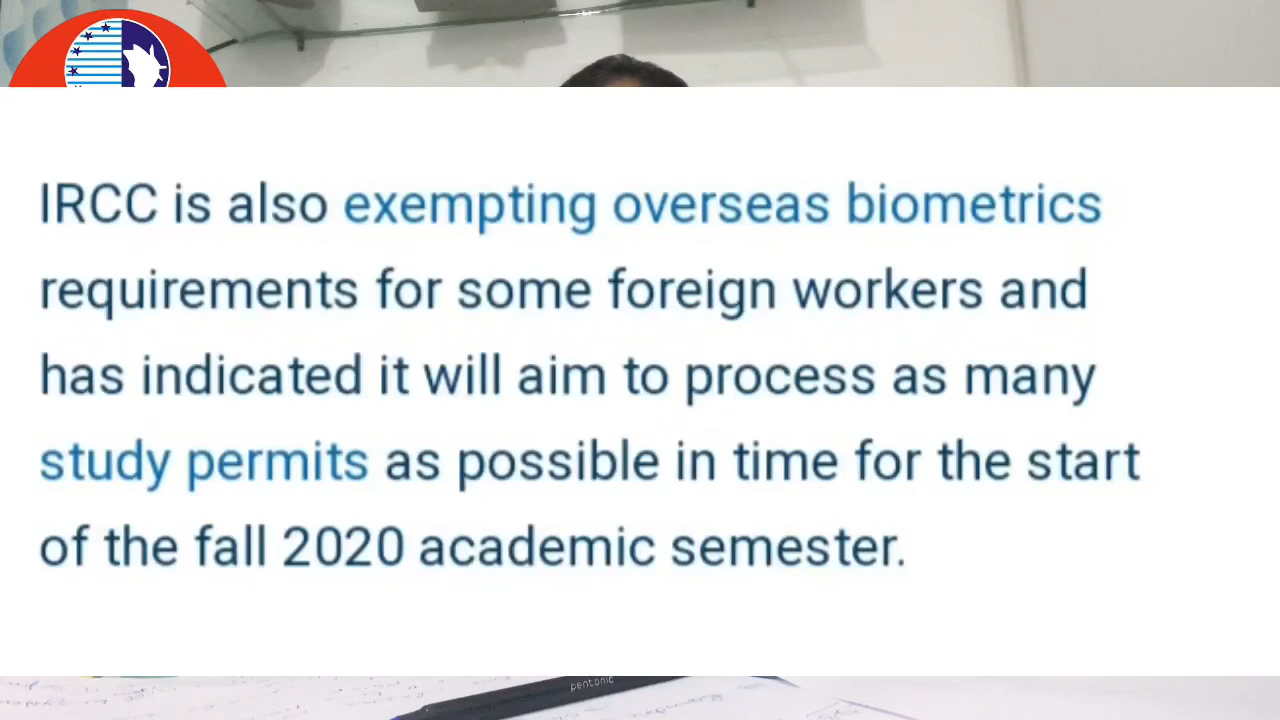 IRCC is also exempting overseas biometrics
requirements for some foreign workers and
has indicated it will aim to process as many
study permits as possible in time for the start
of the fall 2020 academic semester.
pentonic